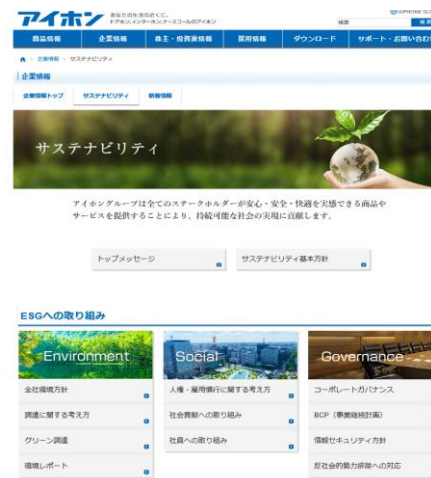 アイホン
あなたの生活の近くに。
ドアホン、インターホン、ナースコールのアイホン
検索
商品情報 企業情報 株主・投資家情報 採用情報 ダウンロード サポート・お問い合わ
企業情報 サステナビリティ
企業情報
企業情報トップ サステナビリティ 新着情報
サステナビリティ
アイホングループは全てのステークホルダーが安心・安全・快適を実感できる商品や
サービスを提供することにより、持続可能な社会の実現に貢献します。
トップメッセージ サステナビリティ基本方針
ESGへの取り組み
Environment Social Governance
全社環境方針 人権・雇用慣行に関する考え方 コーポレートガバナンス
調達に関する考え方 社会貢献への取り組み BCP（事業継続計画）
グリーン調達 社員への取り組み 情報セキュリティ方針
環境レポート 反社会的勢力排除への対応